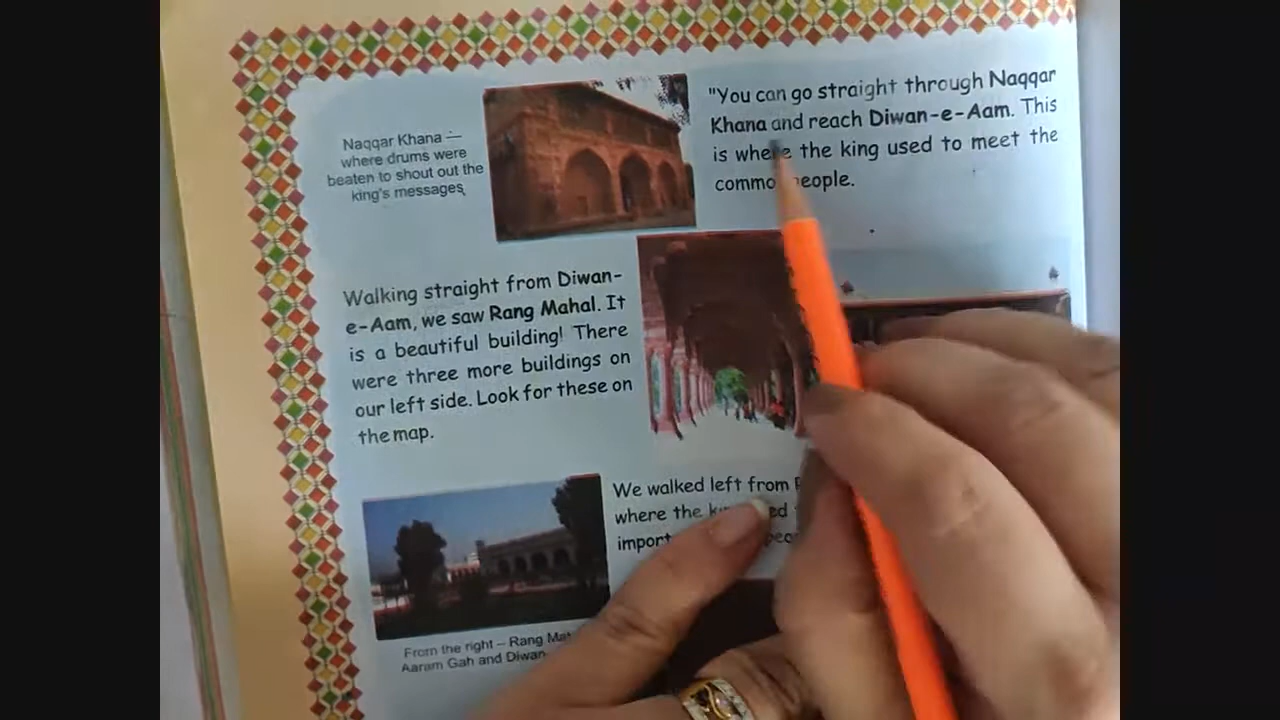 Naqqar Khana —
where drums were
beaten to shout out the
king's messages
"You can go straight through Naqqar
Khana and reach Diwan-e-Aam. This
is where the king used to meet the
common people.
Walking straight from Diwan-
e-Aam, we saw Rang Mahal. It
is a beautiful building! There
were three more buildings on
our left side. Look for these on
the map.
We walked left from
where the
import
From the right – Rang
Aaram Gah and Diwan-